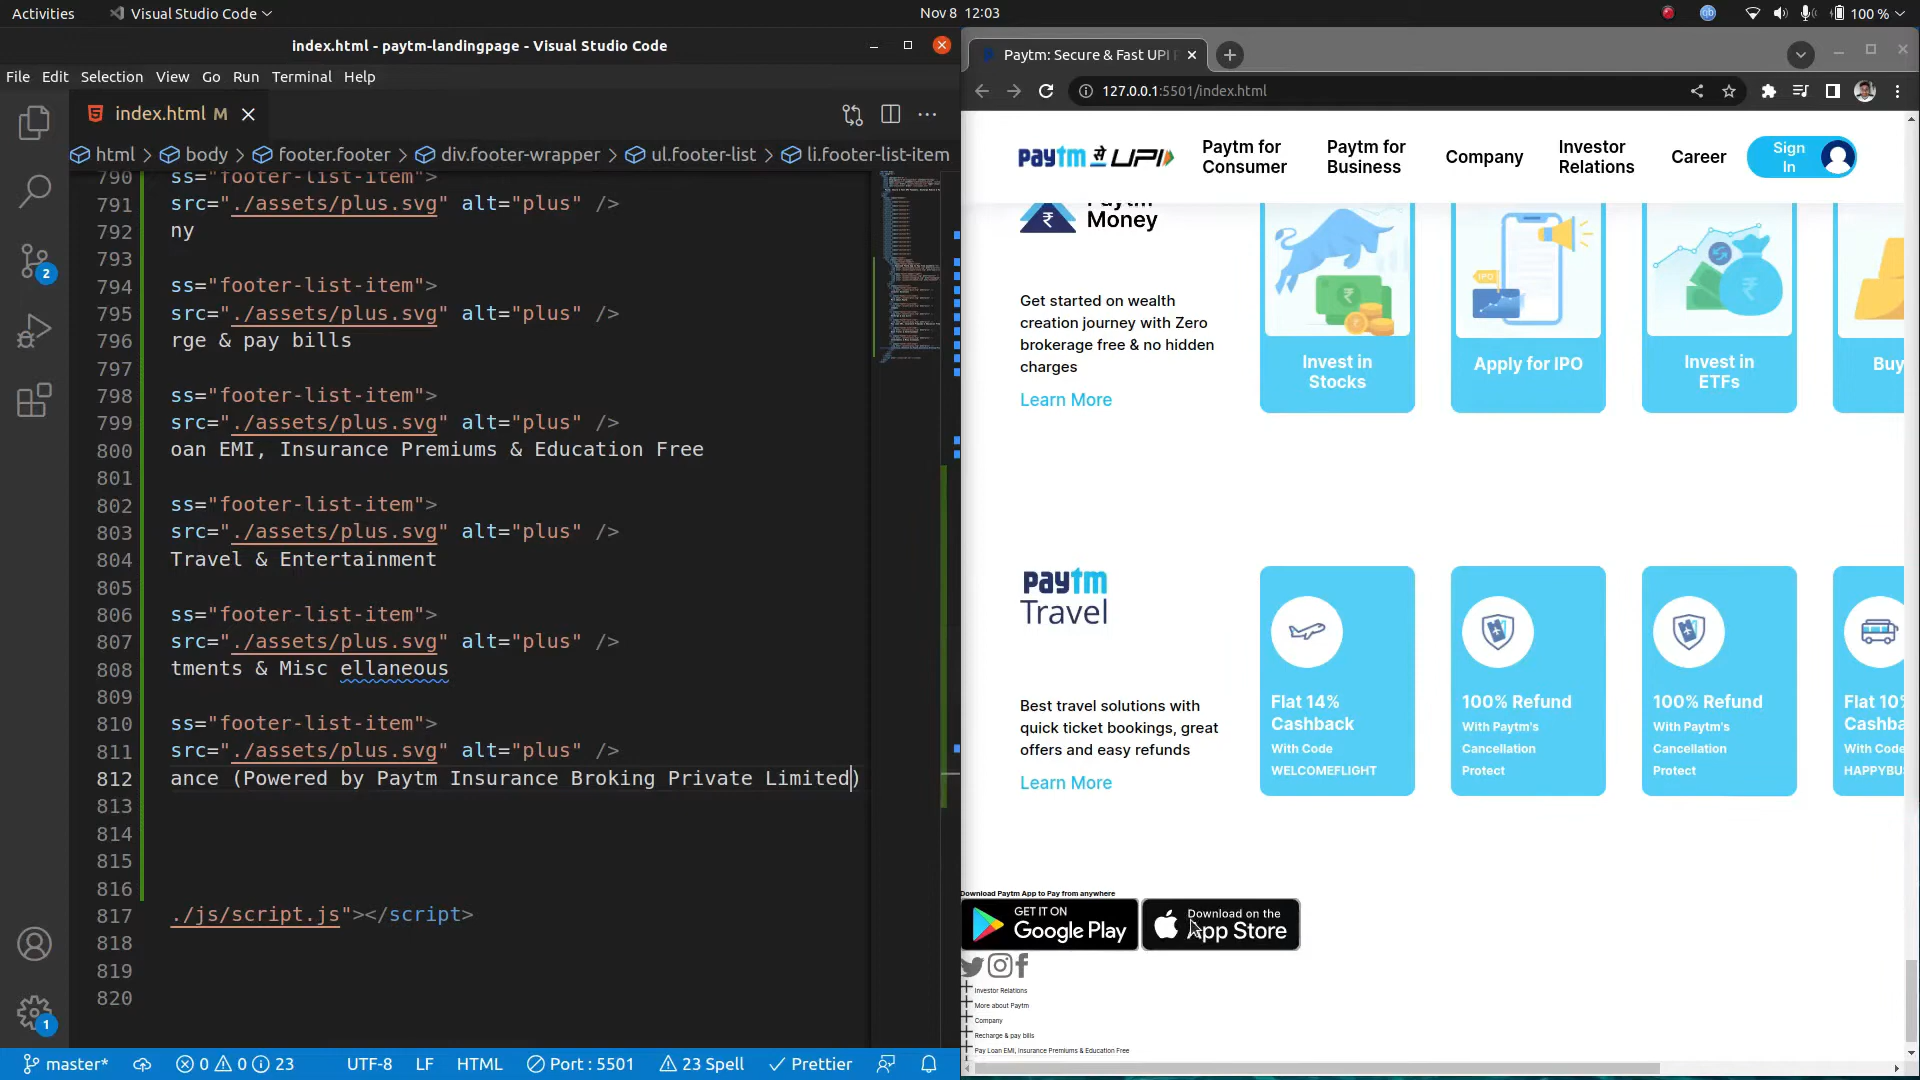 Activities
Visual Studio Code
Nov 8 12:03
100 %
index.html - paytm-landingpage - Visual Studio Code
File Edit Selection View Go Run Terminal Help
index.html M
html > body > footer.footer > div.footer-wrapper > ul.footer-list > li.footer-list-item
790 ss="footer-list-item">
791 src="./assets/plus.svg" alt="plus" />
792 ny
793
794 ss="footer-list-item">
795 src="./assets/plus.svg" alt="plus" />
796 rge & pay bills
797
798 ss="footer-list-item">
799 src="./assets/plus.svg" alt="plus" />
800 oan EMI, Insurance Premiums & Education Free
801
802 ss="footer-list-item">
803 src="./assets/plus.svg" alt="plus" />
804 Travel & Entertainment
805
806 ss="footer-list-item">
807 src="./assets/plus.svg" alt="plus" />
808 tments & Misc ellaneous
809
810 ss="footer-list-item">
811 src="./assets/plus.svg" alt="plus" />
812 ance (Powered by Paytm Insurance Broking Private Limited)
813
814
815
816
817 ./js/script.js"></script>
818
819
820
2
1
master* 0 0 23 UTF-8 LF HTML Port : 5501 23 Spell Prettier
Paytm: Secure & Fast UPI
127.0.0.1:5501/index.html
paytm से UPI
Paytm for
Consumer
Paytm for
Business
Company
Investor
Relations
Career
Sign
In
Paytm
Money
Get started on wealth
creation journey with Zero
brokerage free & no hidden
charges
Learn More
Invest in
Stocks
IPO
Apply for IPO
Invest in
ETFs
Buy
paytm
Travel
Best travel solutions with
quick ticket bookings, great
offers and easy refunds
Learn More
Flat 14%
Cashback
With Code
WELCOMEFLIGHT
100% Refund
With Paytm's
Cancellation
Protect
100% Refund
With Paytm's
Cancellation
Protect
Flat 10%
Cashba
With Code
HAPPYBU
Download Paytm App to Pay from anywhere
GET IT ON
Google Play
Download on the
App Store
Investor Relations
More about Paytm
Company
Recharge & pay bills
Pay Loan EMI, Insurance Premiums & Education Free